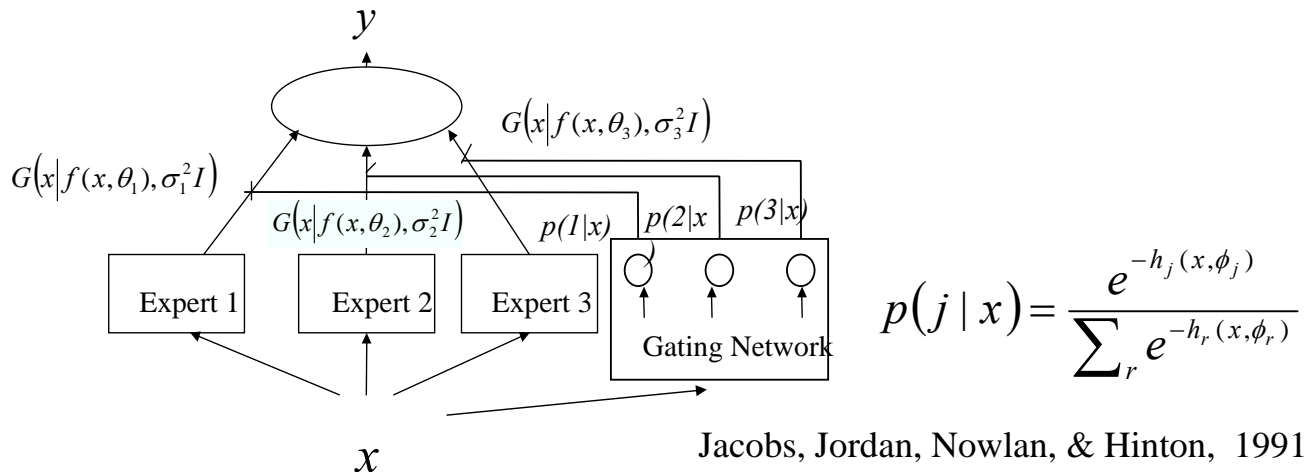 y
G(x|f(x,θ₃),σ₃²I)
G(x|f(x,θ₁),σ₁²I)
G(x|f(x,θ₂),σ₂²I)
p(1|x)
p(2|x
)
p(3|x)
Expert 1
Expert 2
Expert 3
Gating Network
p(j | x) = e^{-h_j(x,ϕ_j)} / ∑_r e^{-h_r(x,ϕ_r)}
x
Jacobs, Jordan, Nowlan, & Hinton, 1991